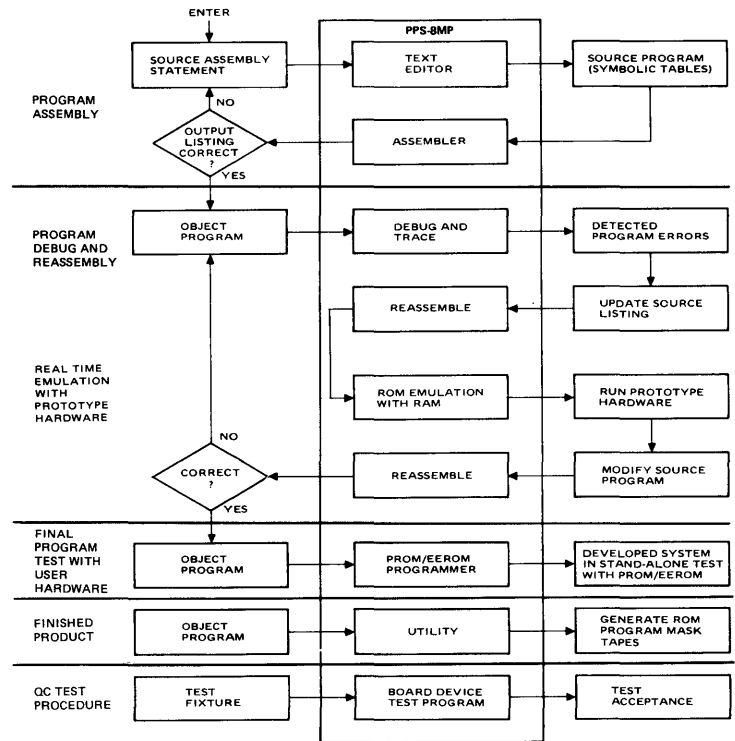 ENTER
PPS-8MP
PROGRAM
ASSEMBLY
SOURCE ASSEMBLY
STATEMENT
TEXT
EDITOR
SOURCE PROGRAM
(SYMBOLIC TABLES)
NO
OUTPUT
LISTING
CORRECT
?
YES
ASSEMBLER
PROGRAM
DEBUG AND
REASSEMBLY
OBJECT
PROGRAM
DEBUG AND
TRACE
DETECTED
PROGRAM ERRORS
REASSEMBLE
UPDATE SOURCE
LISTING
REAL TIME
EMULATION
WITH
PROTOTYPE
HARDWARE
ROM EMULATION
WITH RAM
RUN PROTOTYPE
HARDWARE
NO
CORRECT
?
YES
REASSEMBLE
MODIFY SOURCE
PROGRAM
FINAL
PROGRAM
TEST WITH
USER
HARDWARE
OBJECT
PROGRAM
PROM/EEROM
PROGRAMMER
DEVELOPED SYSTEM
IN STAND-ALONE TEST
WITH PROM/EEROM
FINISHED
PRODUCT
OBJECT
PROGRAM
UTILITY
GENERATE ROM
PROGRAM MASK
TAPES
QC TEST
PROCEDURE
TEST
FIXTURE
BOARD DEVICE
TEST PROGRAM
TEST
ACCEPTANCE